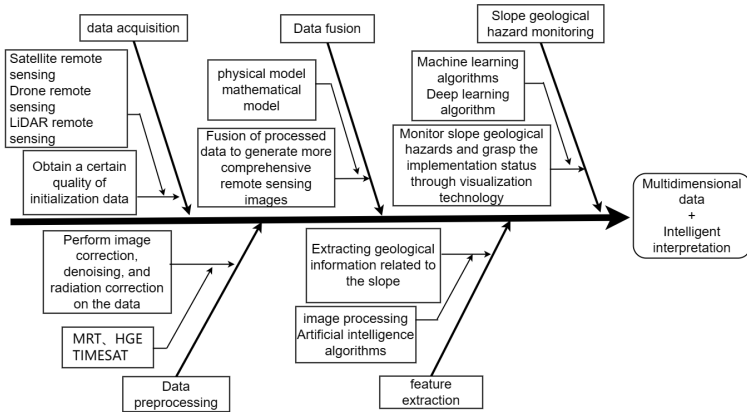 data acquisition
Data fusion
Slope geological
hazard monitoring
Satellite remote
sensing
Drone remote
sensing
LiDAR remote
sensing
Obtain a certain
quality of
initialization data
physical model
mathematical
model
Fusion of processed
data to generate more
comprehensive
remote sensing
images
Machine learning
algorithms
Deep learning
algorithm
Monitor slope geological
hazards and grasp the
implementation status
through visualization
technology
Multidimensional
data
+
Intelligent
interpretation
Perform image
correction,
denoising, and
radiation correction
on the data
MRT、HGE
TIMESAT
Data
preprocessing
Extracting geological
information related to
the slope
image processing
Artificial intelligence
algorithms
feature
extraction